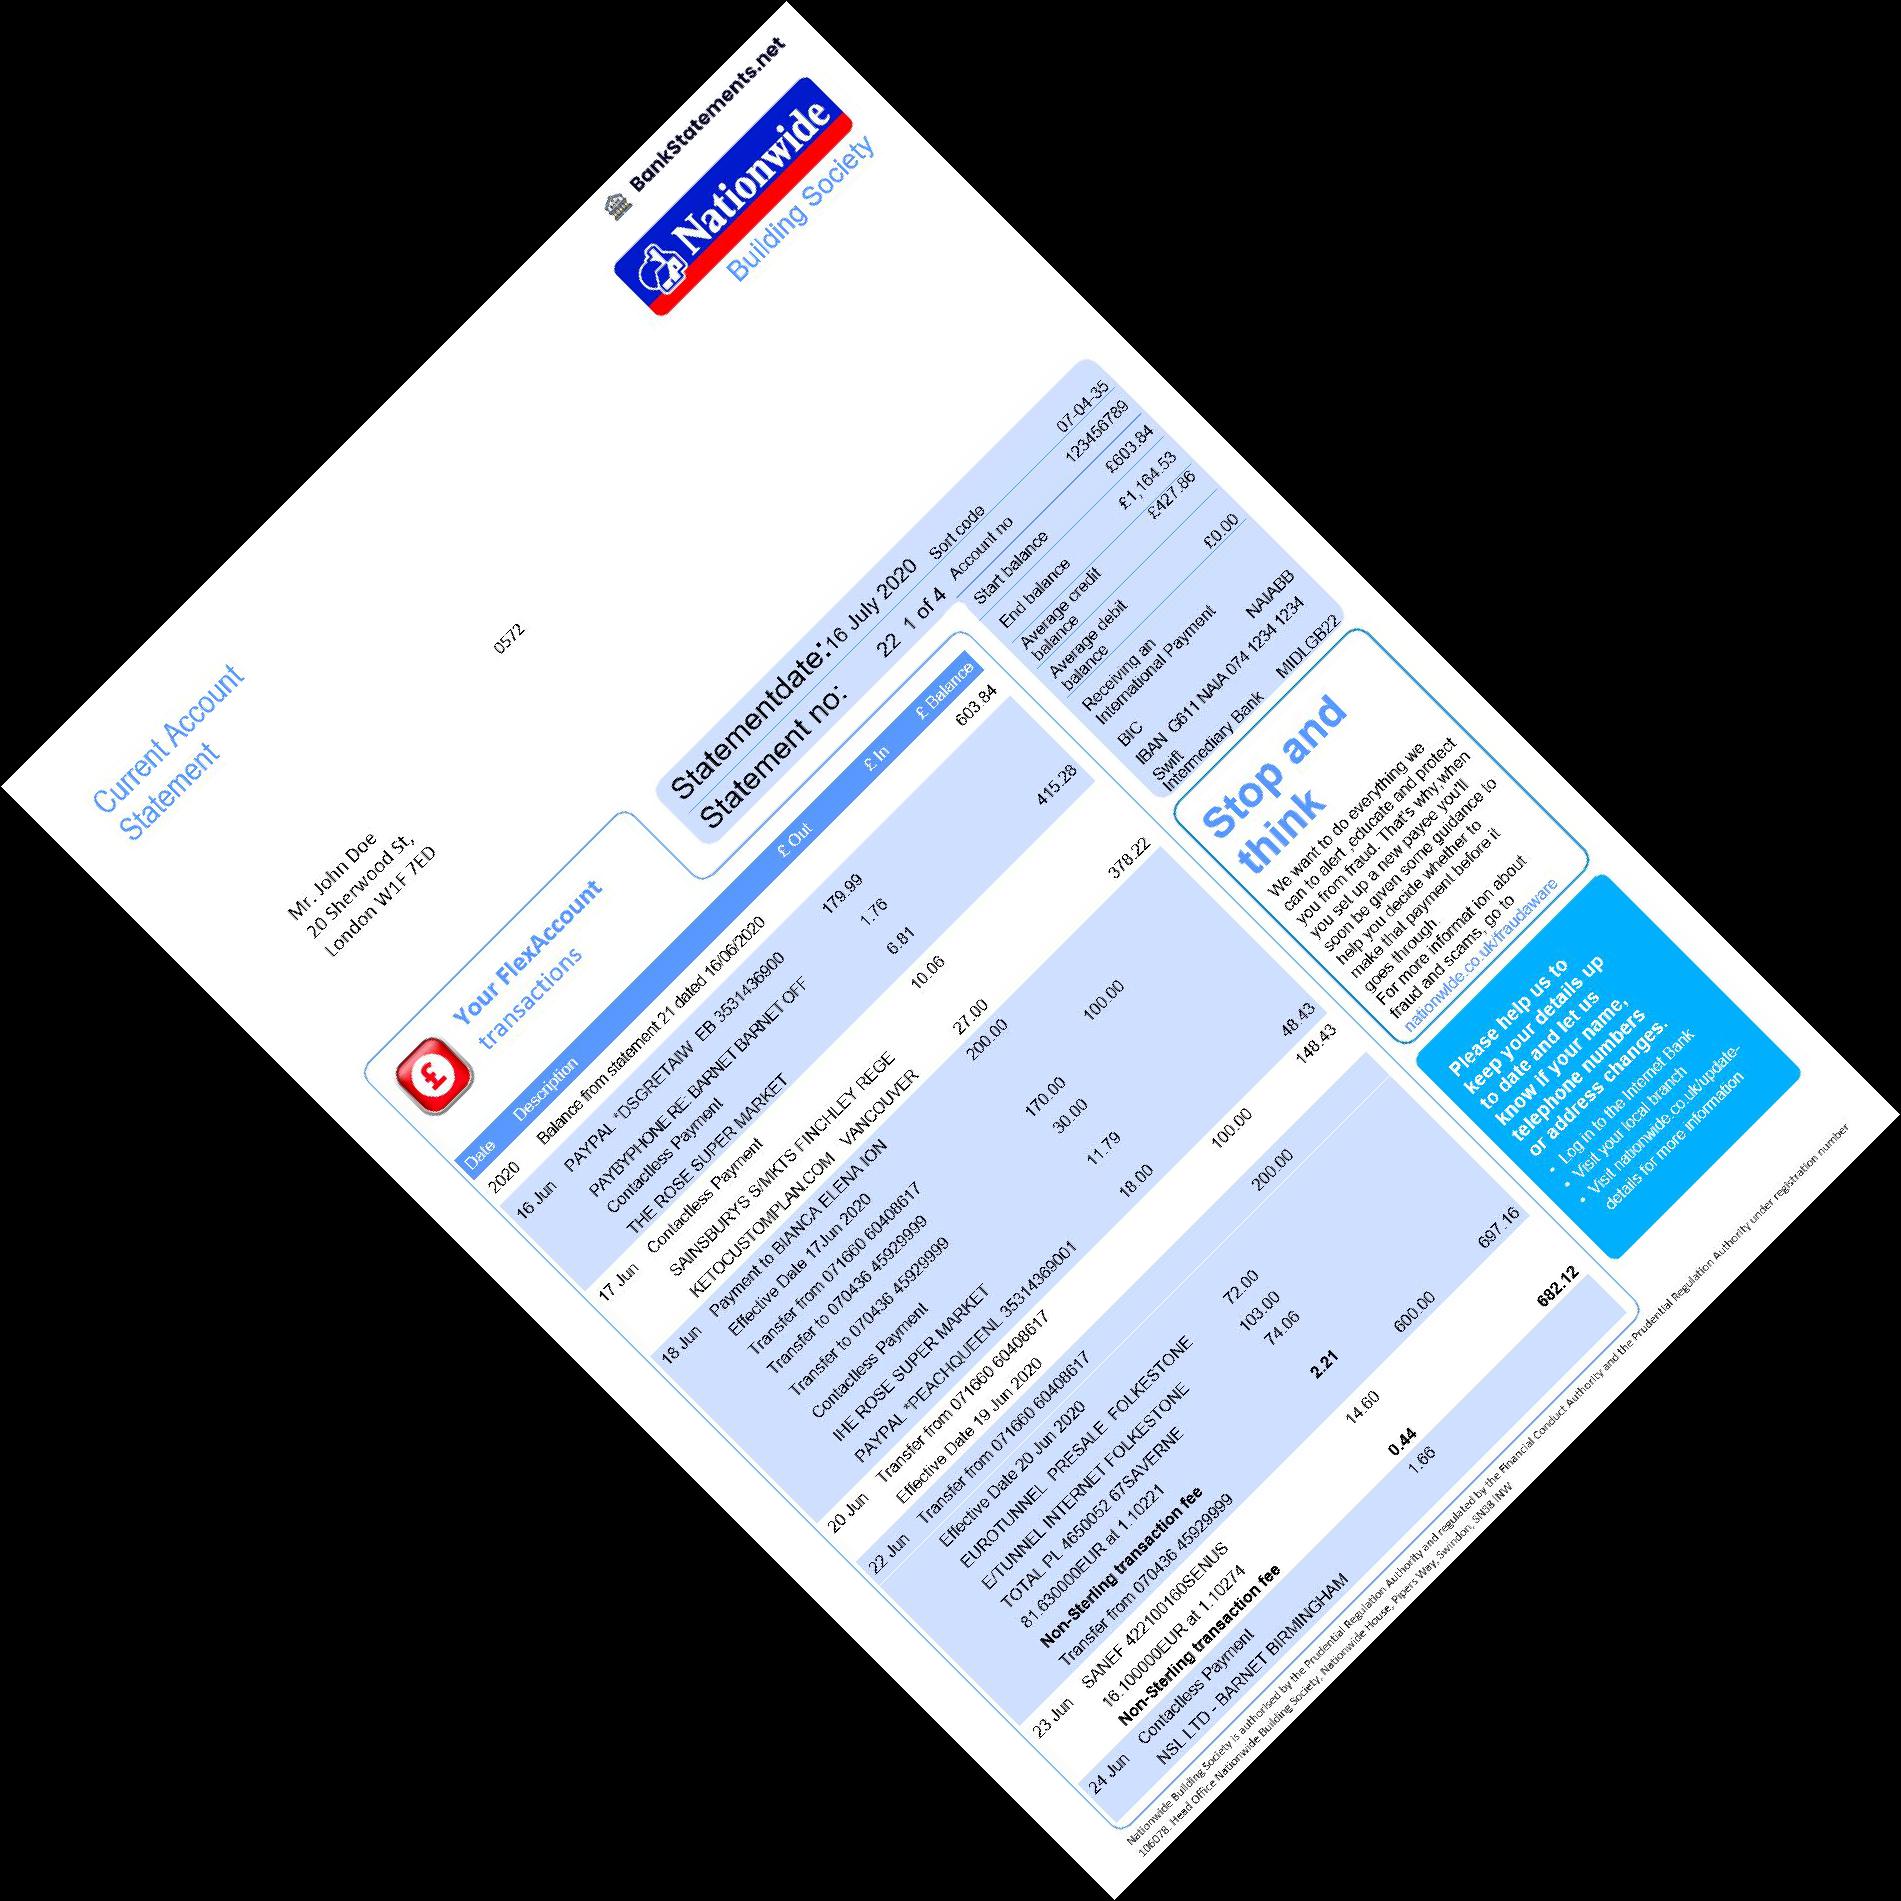 BankStatements.net
Nationwide
Building Society
Current Account
Statement
0572
Mr. John Doe
20 Sherwood St,
London W1F 7ED
Statementdate:16 July 2020
Statement no: 22 1 of 4
Sort code 07-04-35
Account no 123456789
Start balance £603.84
End balance £1,164.53
Average credit £427.86
balance
Average debit £0.00
balance
Receiving an
International Payment
BIC NAIABB
IBAN G611 NAIA 074 1234 1234
Swift
Intermediary Bank MIDLGB22
Your FlexAccount
transactions
Date Description £ Out £ In £ Balance
2020 Balance from statement 21 dated 16/06/2020 603.84
16 Jun PAYPAL *DSGRETAIW EB 3531436900 179.99
PAYBYPHONE RE: BARNET BARNET OFF 1.76
Contactless Payment 6.81
THE ROSE SUPER MARKET 415.28
17 Jun Contactless Payment 10.06
SAINSBURYS S/MKTS FINCHLEY REGE
KETOCUSTOMPLAN.COM VANCOUVER 27.00 378.22
18 Jun Payment to BIANCA ELENA ION 200.00
Effective Date 17Jun 2020
Transfer from 071660 60408617 100.00
Transfer to 070436 45929999 170.00
Transfer to 070436 45929999 30.00
Contactless Payment 11.79
IHE ROSE SUPER MARKET
PAYPAL *PEACHQUEENL 35314369001 18.00 48.43
20 Jun Transfer from 071660 60408617 100.00 148.43
Effective Date 19 Jun 2020
22 Jun Transfer from 071660 60408617 200.00
Effective Date 20 Jun 2020
EUROTUNNEL PRESALE FOLKESTONE 72.00
E/TUNNEL INTERNET FOLKESTONE 103.00
TOTAL PL 4650052 67SAVERNE 74.06
81.630000EUR at 1.10221
Non-Sterling transaction fee 2.21
Transfer from 070436 45929999 600.00 697.16
23 Jun SANEF 422100160SENUS 14.60
16.100000EUR at 1.10274
Non-Sterling transaction fee 0.44 682.12
24 Jun Contactless Payment 1.66
NSL LTD - BARNET BIRMINGHAM
Stop and
think
We want to do everything we
can to alert ,educate and protect
you from fraud. That's why,when
you set up a new payee you'll
soon be given some guidance to
help you decide whether to
make that payment before it
goes through.
For more information about
fraud and scams, go to
nationwide.co.uk/fraudaware
Please help us to
keep your details up
to date and let us
know if your name,
telephone numbers
or address changes.
• Log in to the Internet Bank
• Visit your local branch
• Visit nationwide.co.uk/update-
details for more information
Nationwide Building Society is authorised by the Prudential Regulation Authority and regulated by the Financial Conduct Authority and the Prudential Regulation Authority under registration number
106078. Head Office Nationwide Building Society, Nationwide House, Pipers Way, Swindon, SN38 INW